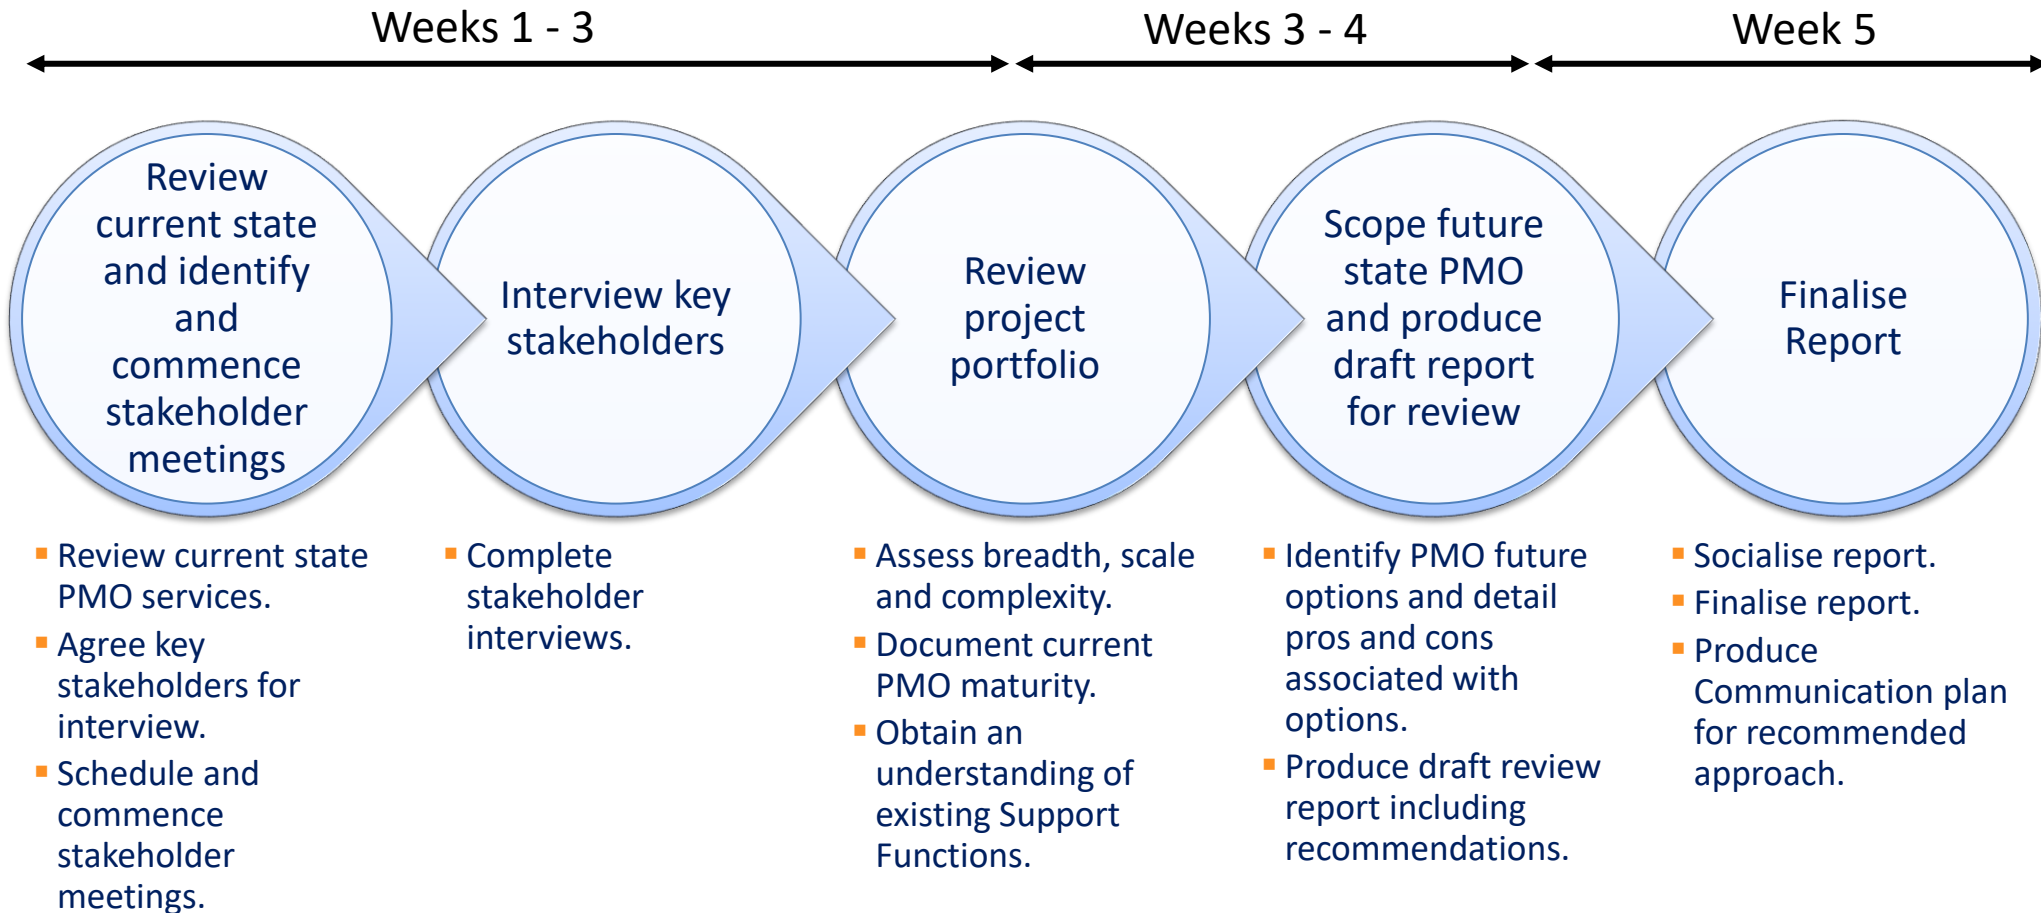 Weeks 1 - 3
Weeks 3 - 4
Week 5
Review
current state
and identify
and
commence
stakeholder
meetings
Interview key
stakeholders
Review
project
portfolio
Scope future
state PMO
and produce
draft report
for review
Finalise
Report
Review current state
PMO services.
Agree key
stakeholders for
interview.
Schedule and
commence
stakeholder
meetings.
Complete
stakeholder
interviews.
Assess breadth, scale
and complexity.
Document current
PMO maturity.
Obtain an
understanding of
existing Support
Functions.
Identify PMO future
options and detail
pros and cons
associated with
options.
Produce draft review
report including
recommendations.
Socialise report.
Finalise report.
Produce
Communication plan
for recommended
approach.